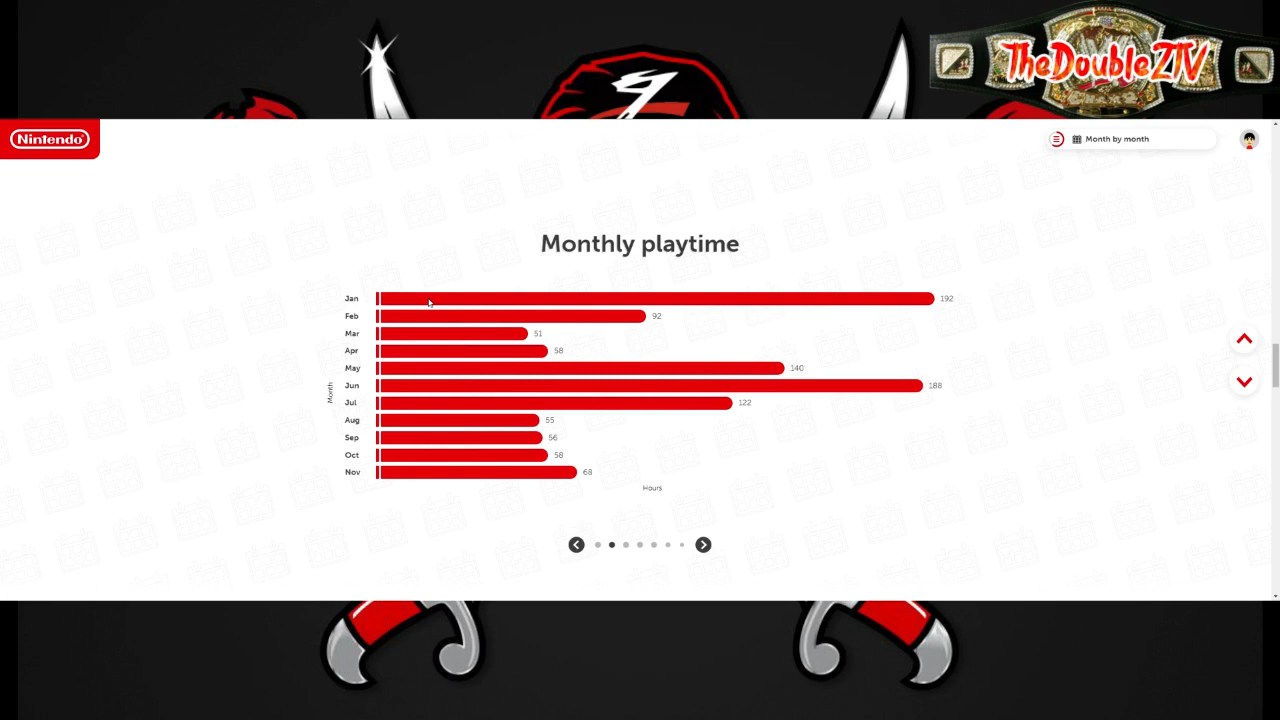 TheDoubleZTV
Nintendo
Month by month
Monthly playtime
Jan 192
Feb 92
Mar 51
Apr 58
May 140
Jun 188
Jul 122
Aug 55
Sep 56
Oct 58
Nov 68
Month
Hours